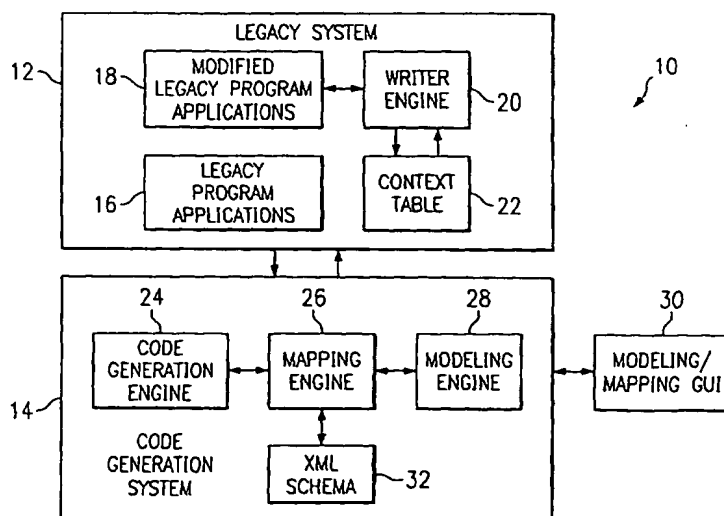 LEGACY SYSTEM
12
18
MODIFIED
LEGACY PROGRAM
APPLICATIONS
WRITER
ENGINE
20
10
16
LEGACY
PROGRAM
APPLICATIONS
CONTEXT
TABLE
22
24
26
28
30
CODE
GENERATION
ENGINE
MAPPING
ENGINE
MODELING
ENGINE
MODELING/
MAPPING GUI
14
CODE
GENERATION
SYSTEM
XML
SCHEMA
32